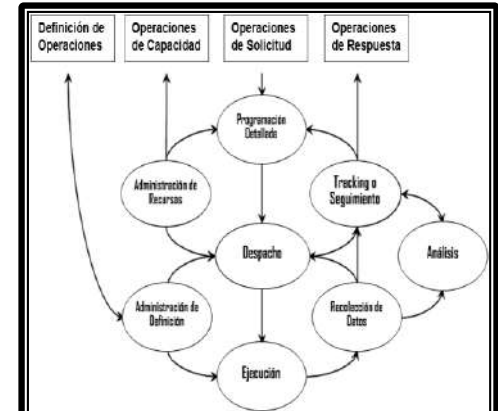 Definición de
Operaciones
Operaciones
de Capacidad
Operaciones
de Solicitud
Operaciones
de Respuesta
Programación
Detallada
Administración de
Recursos
Tracking o
Seguimiento
Despacho
Análisis
Administración de
Definición
Recolección de
Datos
Ejecución